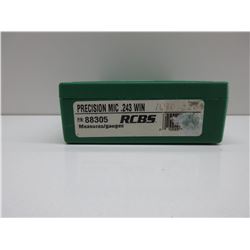 PRECISION MIC .243 WIN
P/N 88305 RCBS
Measures/gauges